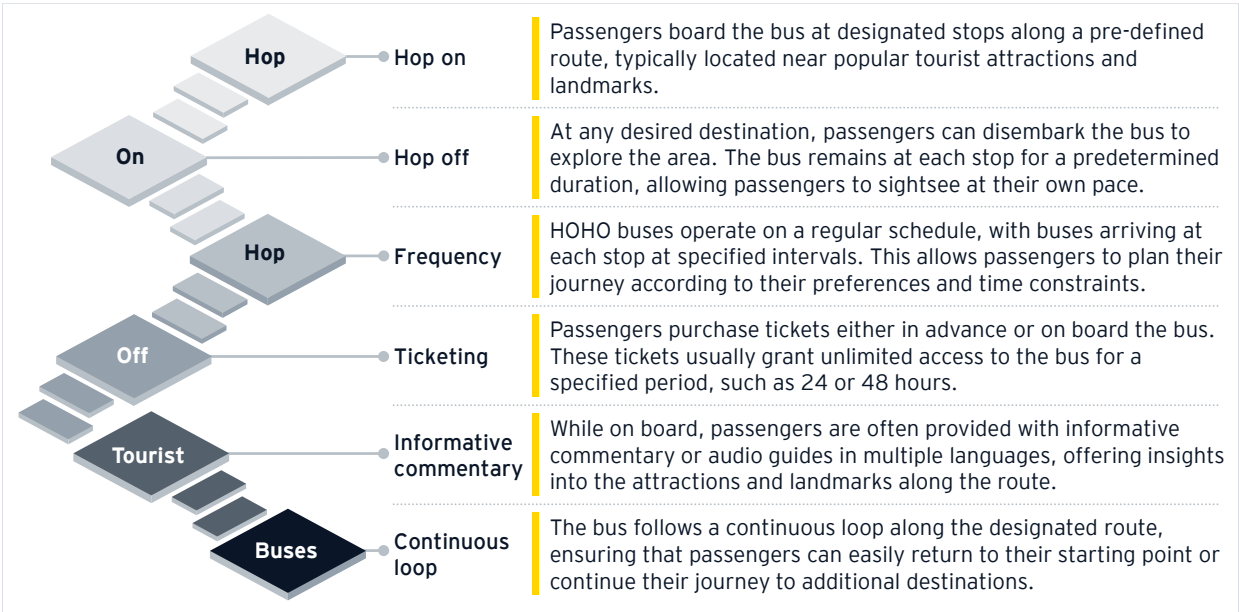 Hop
Hop on
Passengers board the bus at designated stops along a pre-defined
route, typically located near popular tourist attractions and
landmarks.
On
Hop off
At any desired destination, passengers can disembark the bus to
explore the area. The bus remains at each stop for a predetermined
duration, allowing passengers to sightsee at their own pace.
Hop
Frequency
HOHO buses operate on a regular schedule, with buses arriving at
each stop at specified intervals. This allows passengers to plan their
journey according to their preferences and time constraints.
Off
Ticketing
Passengers purchase tickets either in advance or on board the bus.
These tickets usually grant unlimited access to the bus for a
specified period, such as 24 or 48 hours.
Tourist
Informative
commentary
While on board, passengers are often provided with informative
commentary or audio guides in multiple languages, offering insights
into the attractions and landmarks along the route.
Buses
Continuous
loop
The bus follows a continuous loop along the designated route,
ensuring that passengers can easily return to their starting point or
continue their journey to additional destinations.